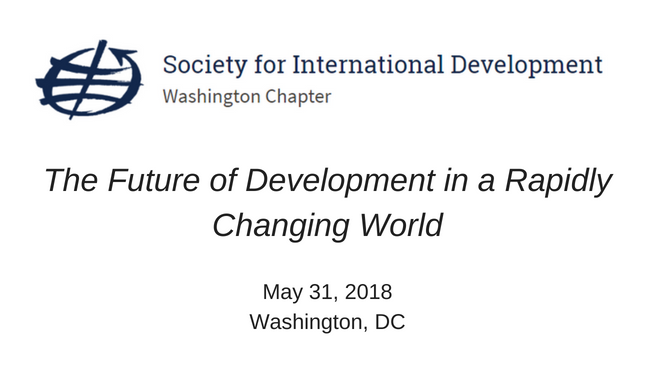 Society for International Development
Washington Chapter
The Future of Development in a Rapidly
Changing World
May 31, 2018
Washington, DC